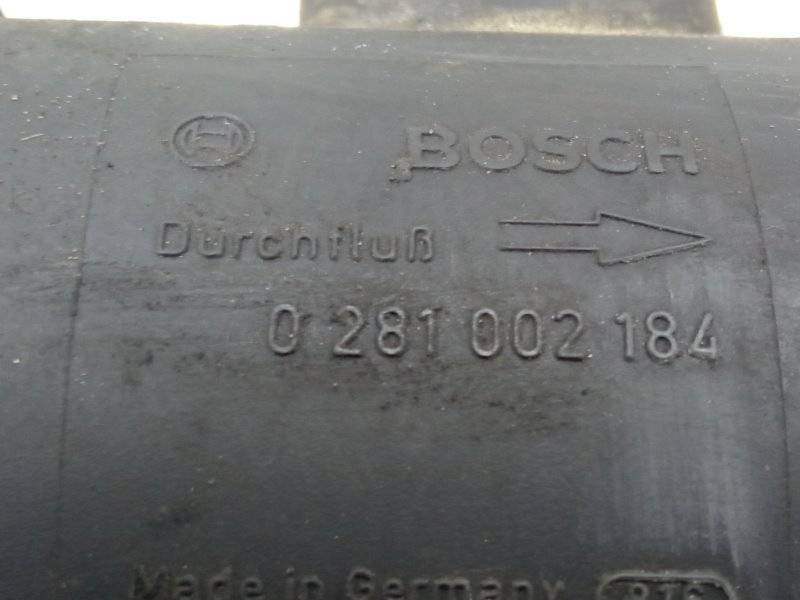 BOSCH
Durchfluß
0 281 002 184
Made in Germany